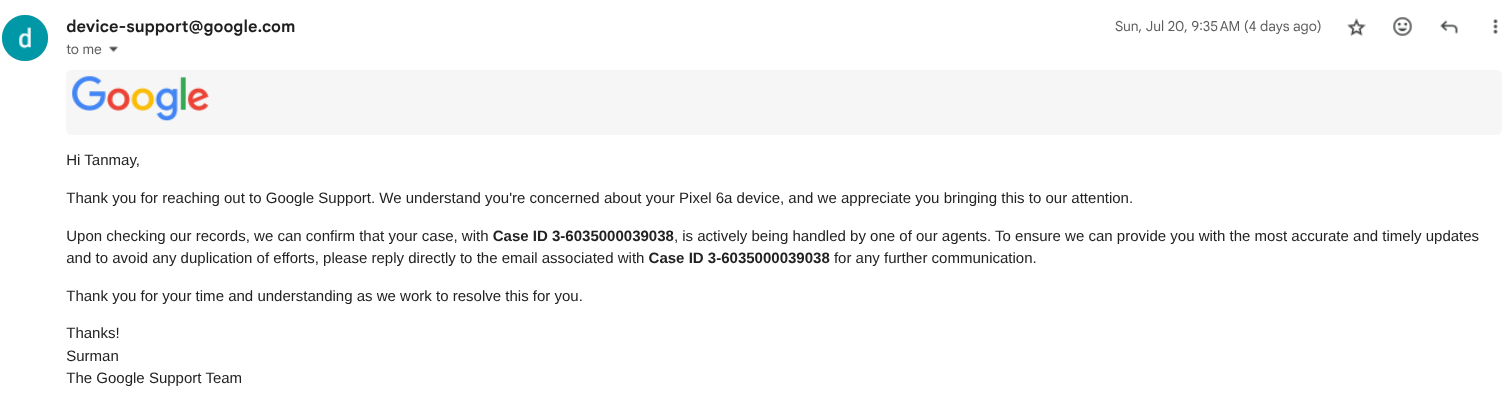 d
device-support@google.com
Sun, Jul 20, 9:35 AM (4 days ago)
to me
Google
Hi Tanmay,
Thank you for reaching out to Google Support. We understand you're concerned about your Pixel 6a device, and we appreciate you bringing this to our attention.
Upon checking our records, we can confirm that your case, with Case ID 3-6035000039038, is actively being handled by one of our agents. To ensure we can provide you with the most accurate and timely updates
and to avoid any duplication of efforts, please reply directly to the email associated with Case ID 3-6035000039038 for any further communication.
Thank you for your time and understanding as we work to resolve this for you.
Thanks!
Surman
The Google Support Team